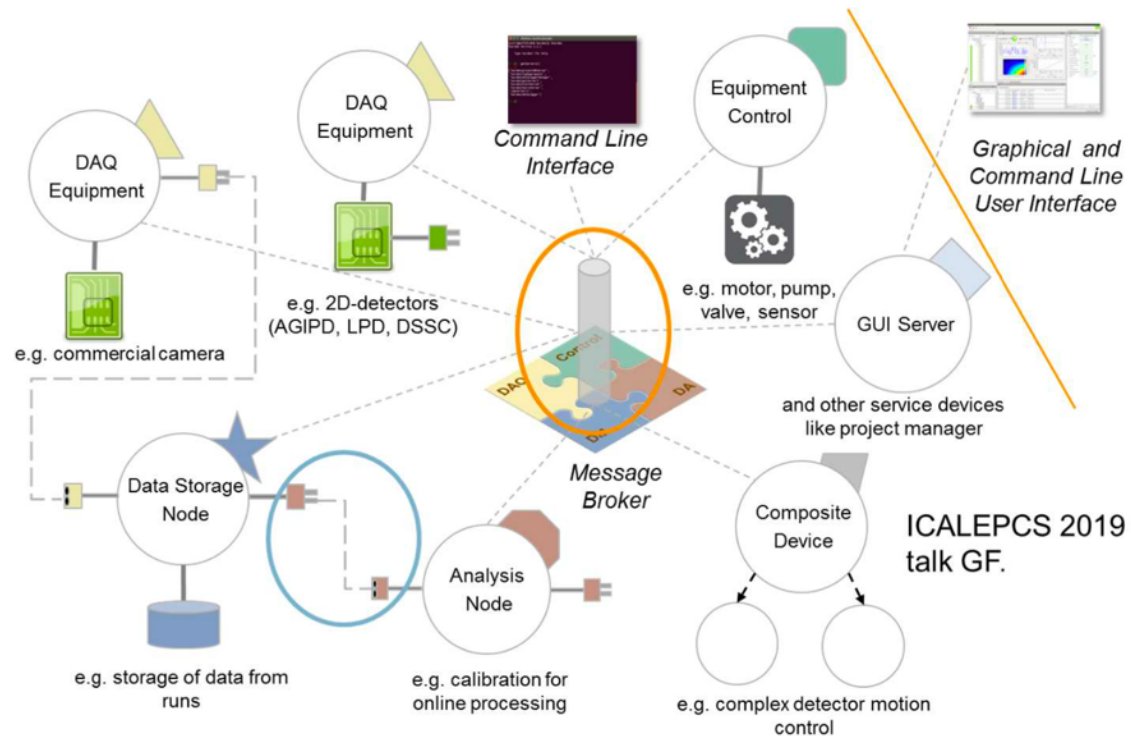 DAQ
Equipment
e.g. commercial camera
DAQ
Equipment
e.g. 2D-detectors
(AGIPD, LPD, DSSC)
Command Line
Interface
Equipment
Control
e.g. motor, pump,
valve, sensor
Graphical and
Command Line
User Interface
GUI Server
and other service devices
like project manager
Control
DAQ
DA
Message
Broker
Data Storage
Node
e.g. storage of data from
runs
Analysis
Node
e.g. calibration for
online processing
Composite
Device
e.g. complex detector motion
control
ICALEPCS 2019
talk GF.